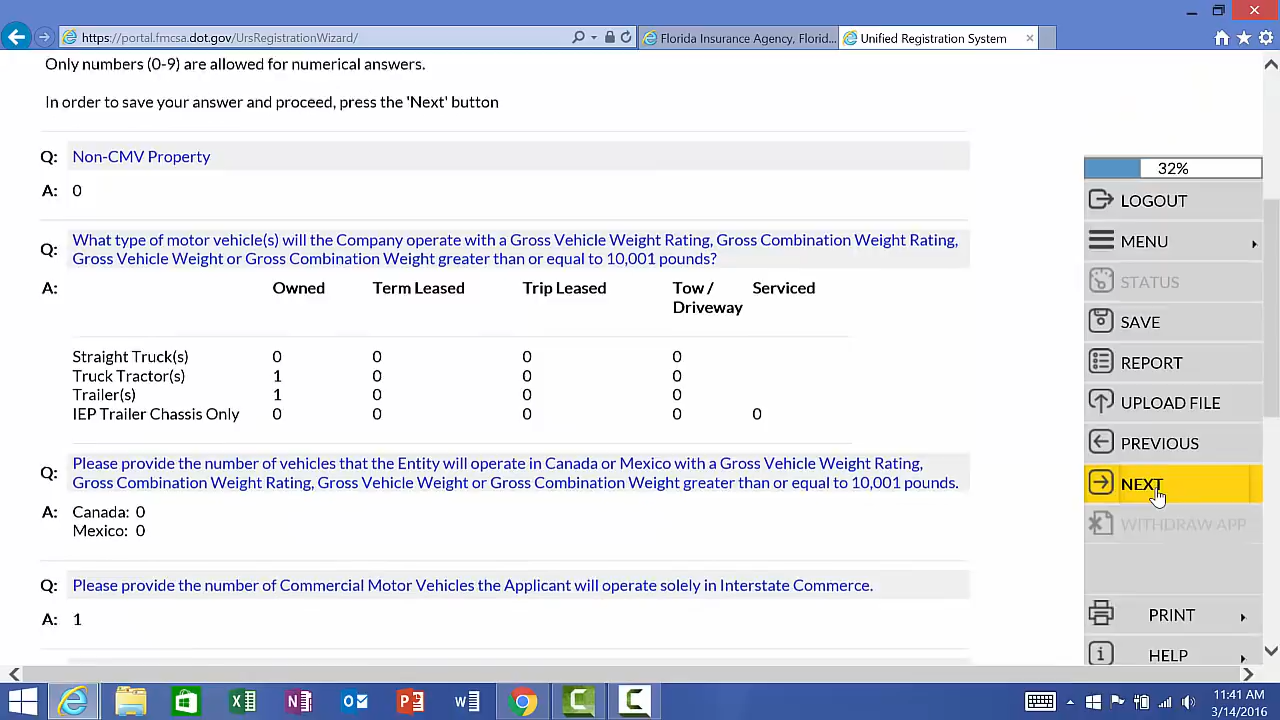 https://portal.fmcsa.dot.gov/UrsRegistrationWizard/
Florida Insurance Agency, Florid...
Unified Registration System
Only numbers (0-9) are allowed for numerical answers.
In order to save your answer and proceed, press the 'Next' button
Q: Non-CMV Property
A: 0
Q: What type of motor vehicle(s) will the Company operate with a Gross Vehicle Weight Rating, Gross Combination Weight Rating,
Gross Vehicle Weight or Gross Combination Weight greater than or equal to 10,001 pounds?
A: Owned Term Leased Trip Leased Tow / Serviced
Driveway
Straight Truck(s) 0 0 0 0
Truck Tractor(s) 1 0 0 0
Trailer(s) 1 0 0 0
IEP Trailer Chassis Only 0 0 0 0 0
Q: Please provide the number of vehicles that the Entity will operate in Canada or Mexico with a Gross Vehicle Weight Rating,
Gross Combination Weight Rating, Gross Vehicle Weight or Gross Combination Weight greater than or equal to 10,001 pounds.
A: Canada: 0
Mexico: 0
Q: Please provide the number of Commercial Motor Vehicles the Applicant will operate solely in Interstate Commerce.
A: 1
32%
LOGOUT
MENU
STATUS
SAVE
REPORT
UPLOAD FILE
PREVIOUS
NEXT
WITHDRAW APP
PRINT
HELP
11:41 AM
3/14/2016